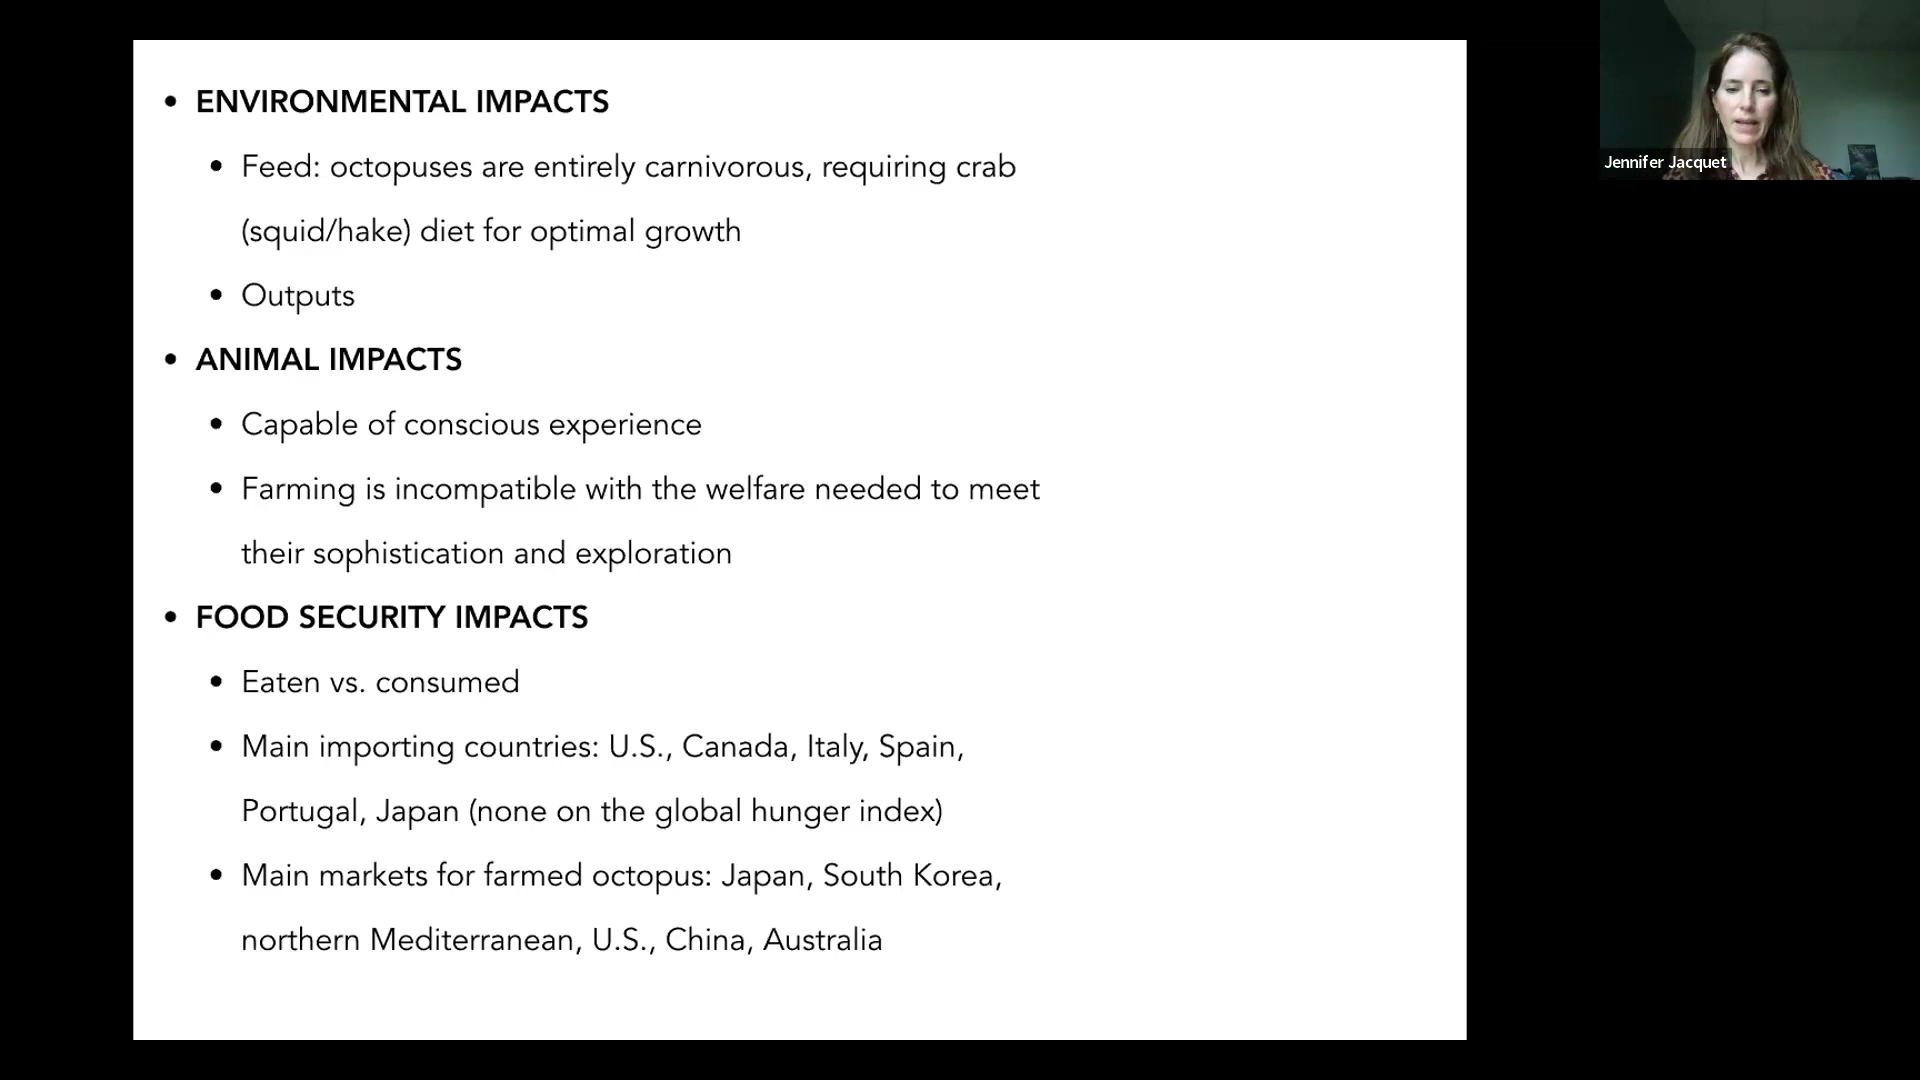 • ENVIRONMENTAL IMPACTS
• Feed: octopuses are entirely carnivorous, requiring crab
(squid/hake) diet for optimal growth
• Outputs
• ANIMAL IMPACTS
• Capable of conscious experience
• Farming is incompatible with the welfare needed to meet
their sophistication and exploration
• FOOD SECURITY IMPACTS
• Eaten vs. consumed
• Main importing countries: U.S., Canada, Italy, Spain,
Portugal, Japan (none on the global hunger index)
• Main markets for farmed octopus: Japan, South Korea,
northern Mediterranean, U.S., China, Australia
Jennifer Jacquet